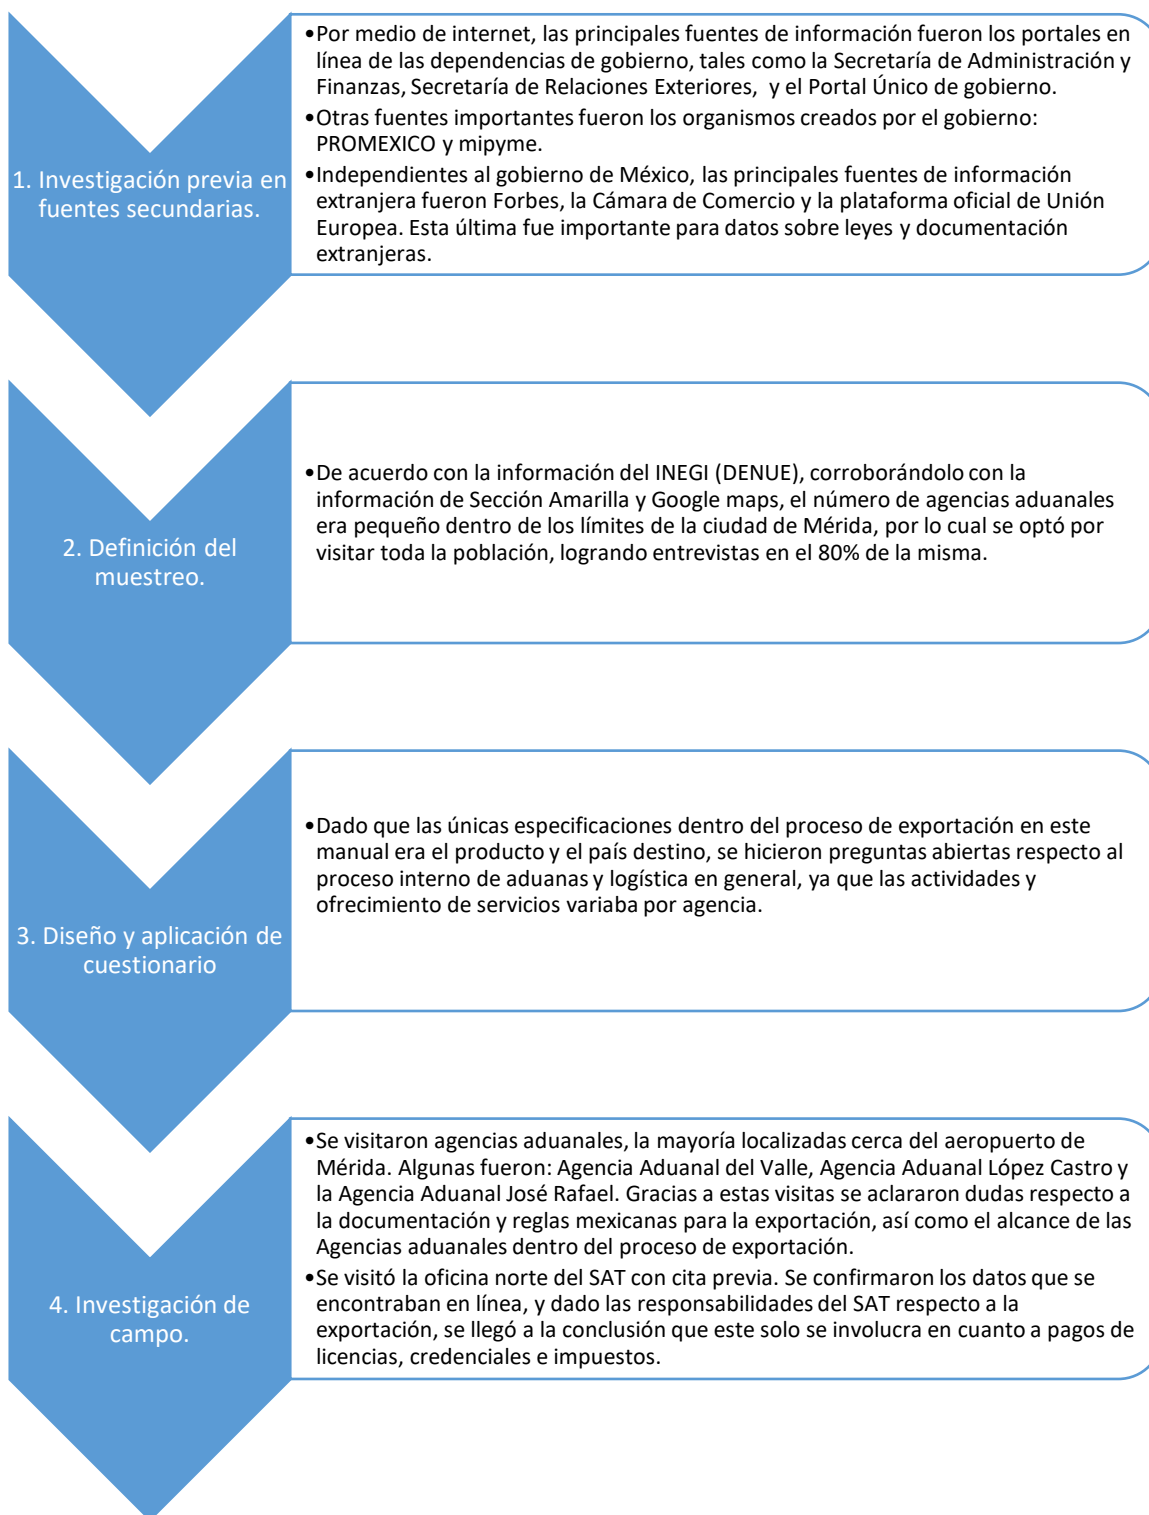 1. Investigación previa en
fuentes secundarias.
•Por medio de internet, las principales fuentes de información fueron los portales en
línea de las dependencias de gobierno, tales como la Secretaría de Administración y
Finanzas, Secretaría de Relaciones Exteriores, y el Portal Único de gobierno.
•Otras fuentes importantes fueron los organismos creados por el gobierno:
PROMEXICO y mipyme.
•Independientes al gobierno de México, las principales fuentes de información
extranjera fueron Forbes, la Cámara de Comercio y la plataforma oficial de Unión
Europea. Esta última fue importante para datos sobre leyes y documentación
extranjeras.
2. Definición del
muestreo.
•De acuerdo con la información del INEGI (DENUE), corroborándolo con la
información de Sección Amarilla y Google maps, el número de agencias aduanales
era pequeño dentro de los límites de la ciudad de Mérida, por lo cual se optó por
visitar toda la población, logrando entrevistas en el 80% de la misma.
3. Diseño y aplicación de
cuestionario
•Dado que las únicas especificaciones dentro del proceso de exportación en este
manual era el producto y el país destino, se hicieron preguntas abiertas respecto al
proceso interno de aduanas y logística en general, ya que las actividades y
ofrecimiento de servicios variaba por agencia.
4. Investigación de
campo.
•Se visitaron agencias aduanales, la mayoría localizadas cerca del aeropuerto de
Mérida. Algunas fueron: Agencia Aduanal del Valle, Agencia Aduanal López Castro y
la Agencia Aduanal José Rafael. Gracias a estas visitas se aclararon dudas respecto a
la documentación y reglas mexicanas para la exportación, así como el alcance de las
Agencias aduanales dentro del proceso de exportación.
•Se visitó la oficina norte del SAT con cita previa. Se confirmaron los datos que se
encontraban en línea, y dado las responsabilidades del SAT respecto a la
exportación, se llegó a la conclusión que este solo se involucra en cuanto a pagos de
licencias, credenciales e impuestos.